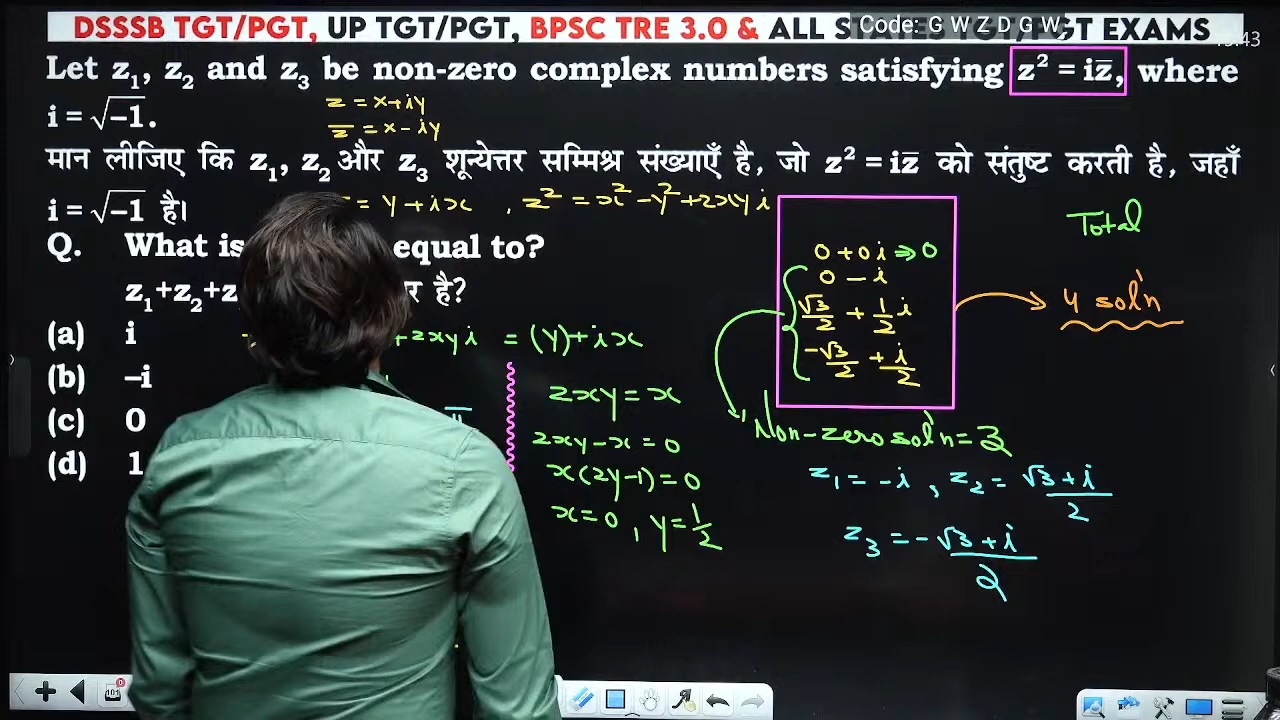 DSSSB TGT/PGT, UP TGT/PGT, BPSC TRE 3.0 & ALL S GT EXAMS
Code: G W Z D G W
:43
Let z₁, z₂ and z₃ be non-zero complex numbers satisfying z² = iz̅, where
i = √−1.
z = x+iy
z̅ = x-iy
मान लीजिए कि z₁, z₂ और z₃ शून्येत्तर सम्मिश्र संख्याएँ है, जो z² = iz̅ को संतुष्ट करती है, जहाँ
i = √−1 है।
= y+ix , z² = x²-y²+2xyi
Q. What is equal to?
z₁+z₂+z र है?
(a) i
(b) –i
(c) 0
(d) 1
+2xyi = (y)+ix
2xy = x
2xy-x = 0
x(2y-1) = 0
x=0, y=1/2
0+0i ⇒ 0
0-i
√3/2 + 1/2 i
-√3/2 + i/2
Total
4 solⁿ
Non-zero solⁿ = 3
z₁ = -i , z₂ = (√3+i)/2
z₃ = (-√3+i)/2